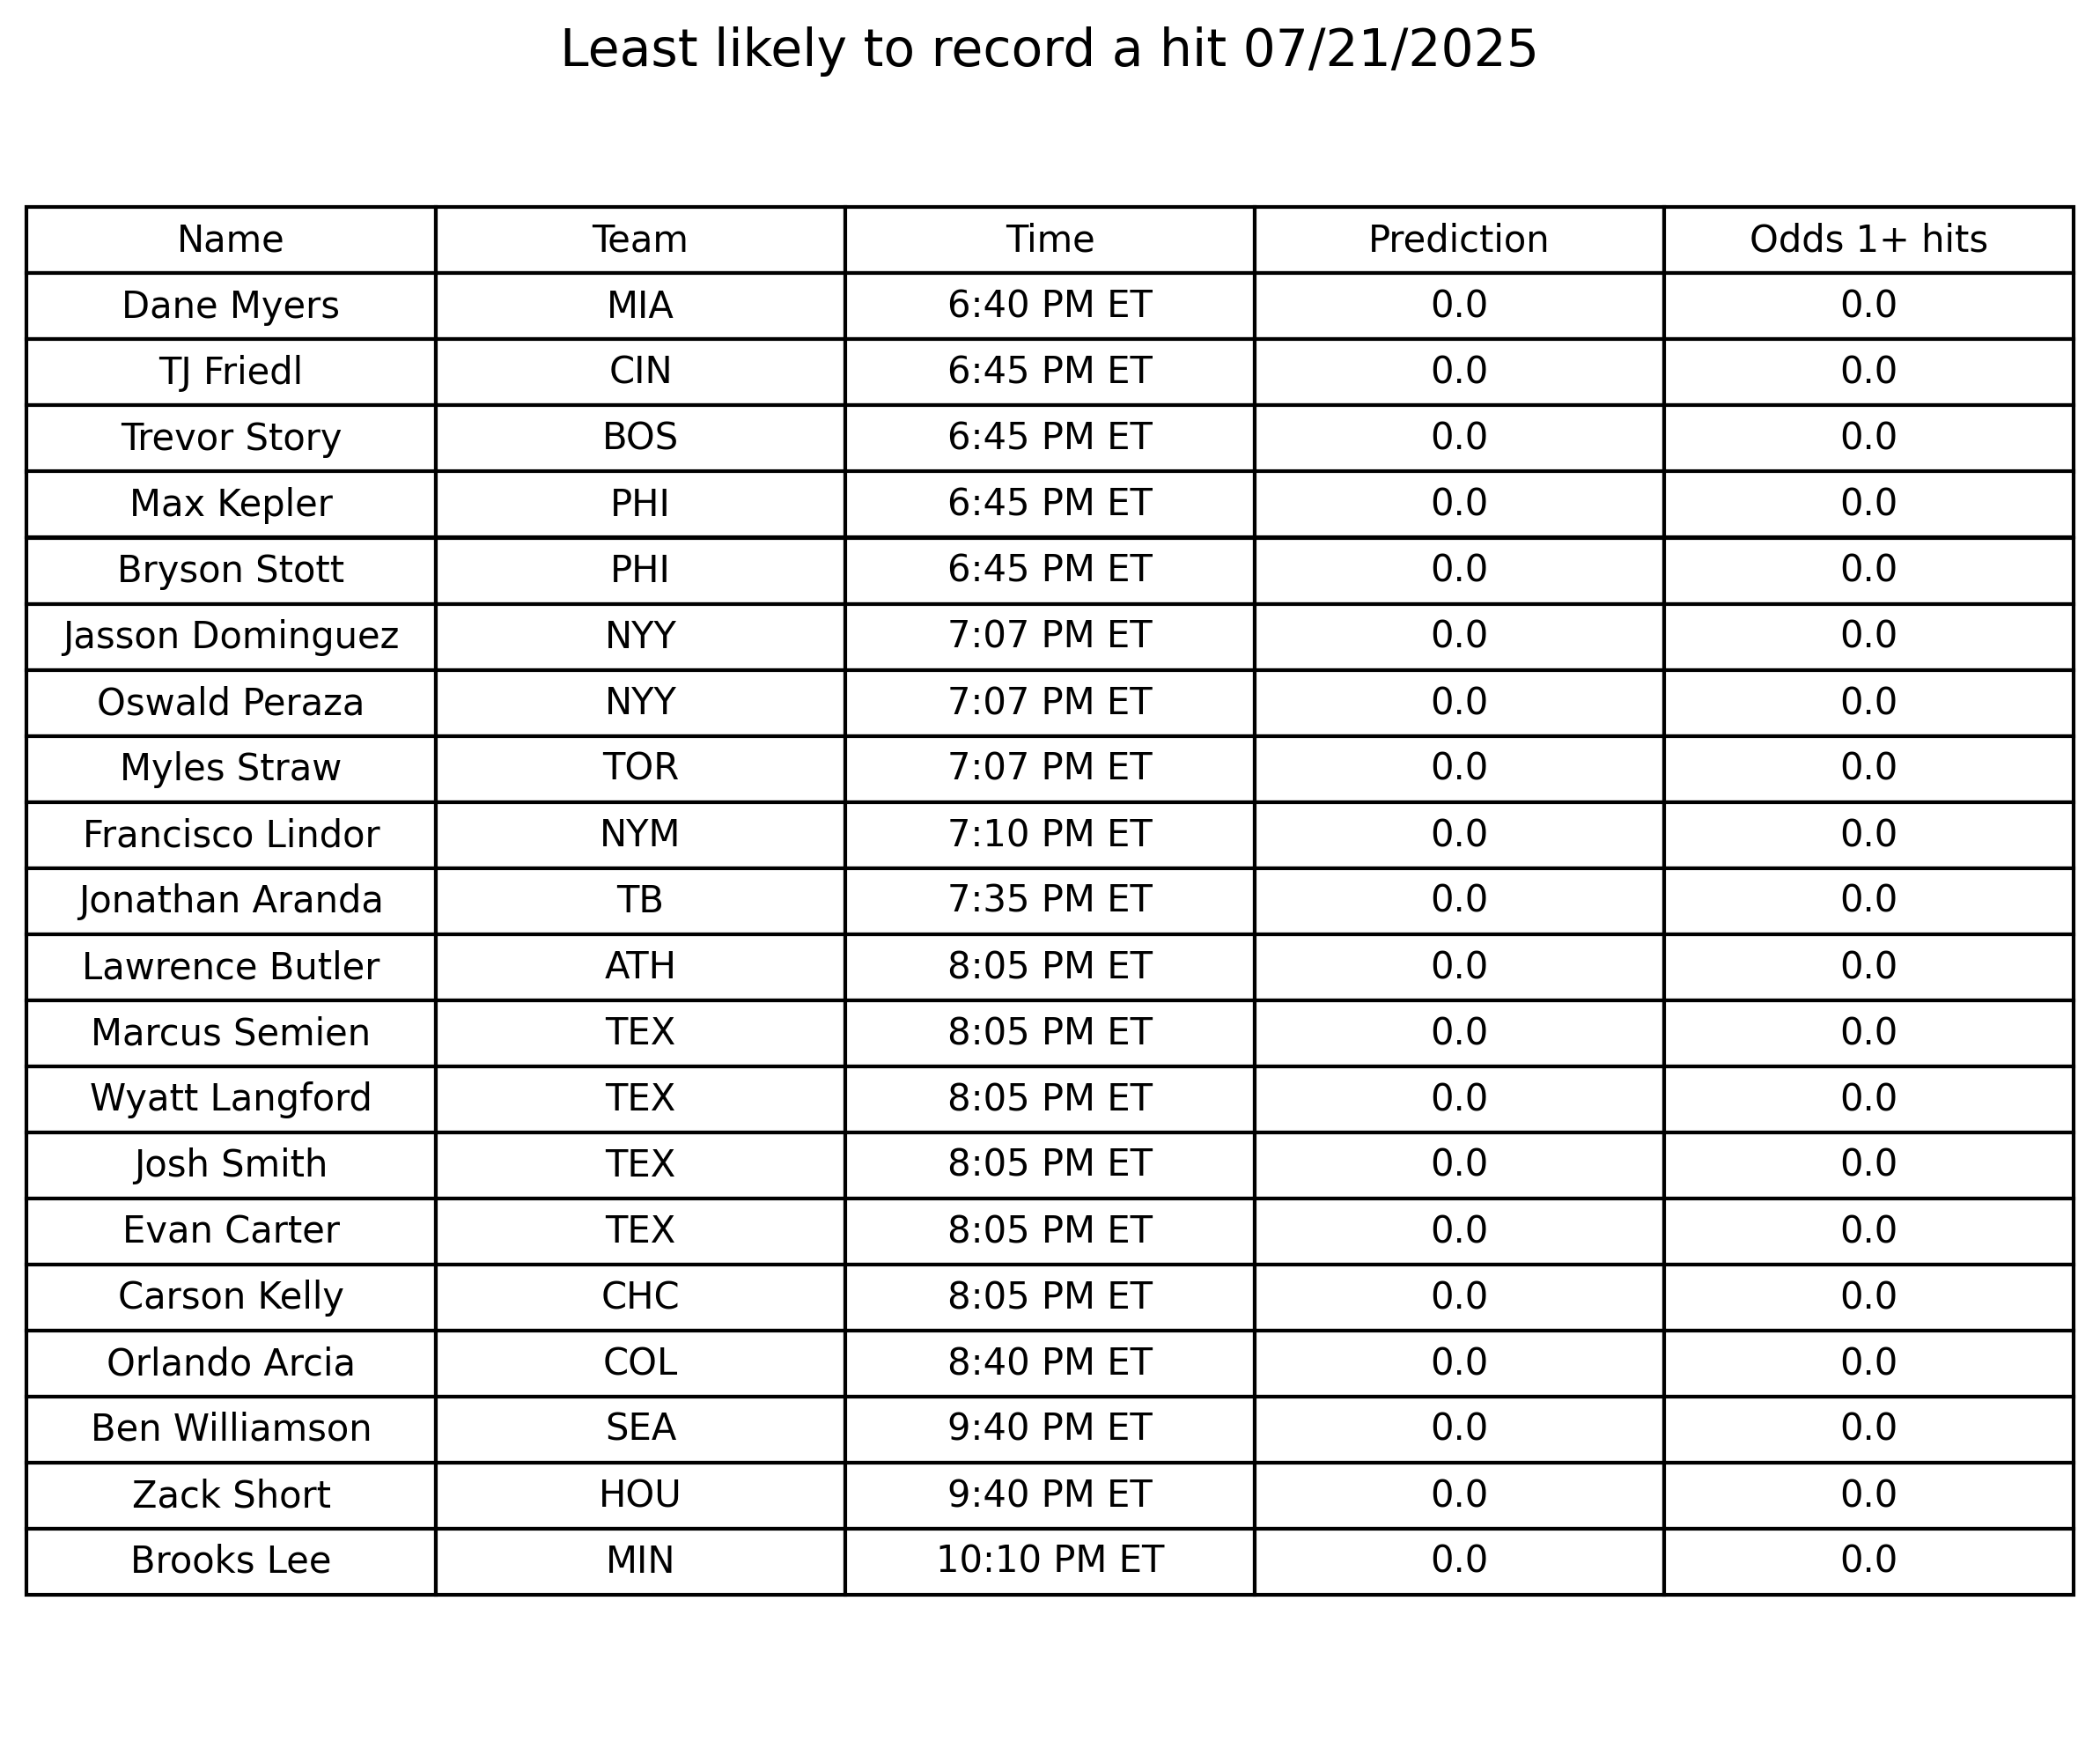 Least likely to record a hit 07/21/2025
Name Team Time Prediction Odds 1+ hits
Dane Myers MIA 6:40 PM ET 0.0 0.0
TJ Friedl CIN 6:45 PM ET 0.0 0.0
Trevor Story BOS 6:45 PM ET 0.0 0.0
Max Kepler PHI 6:45 PM ET 0.0 0.0
Bryson Stott PHI 6:45 PM ET 0.0 0.0
Jasson Dominguez NYY 7:07 PM ET 0.0 0.0
Oswald Peraza NYY 7:07 PM ET 0.0 0.0
Myles Straw TOR 7:07 PM ET 0.0 0.0
Francisco Lindor NYM 7:10 PM ET 0.0 0.0
Jonathan Aranda TB 7:35 PM ET 0.0 0.0
Lawrence Butler ATH 8:05 PM ET 0.0 0.0
Marcus Semien TEX 8:05 PM ET 0.0 0.0
Wyatt Langford TEX 8:05 PM ET 0.0 0.0
Josh Smith TEX 8:05 PM ET 0.0 0.0
Evan Carter TEX 8:05 PM ET 0.0 0.0
Carson Kelly CHC 8:05 PM ET 0.0 0.0
Orlando Arcia COL 8:40 PM ET 0.0 0.0
Ben Williamson SEA 9:40 PM ET 0.0 0.0
Zack Short HOU 9:40 PM ET 0.0 0.0
Brooks Lee MIN 10:10 PM ET 0.0 0.0